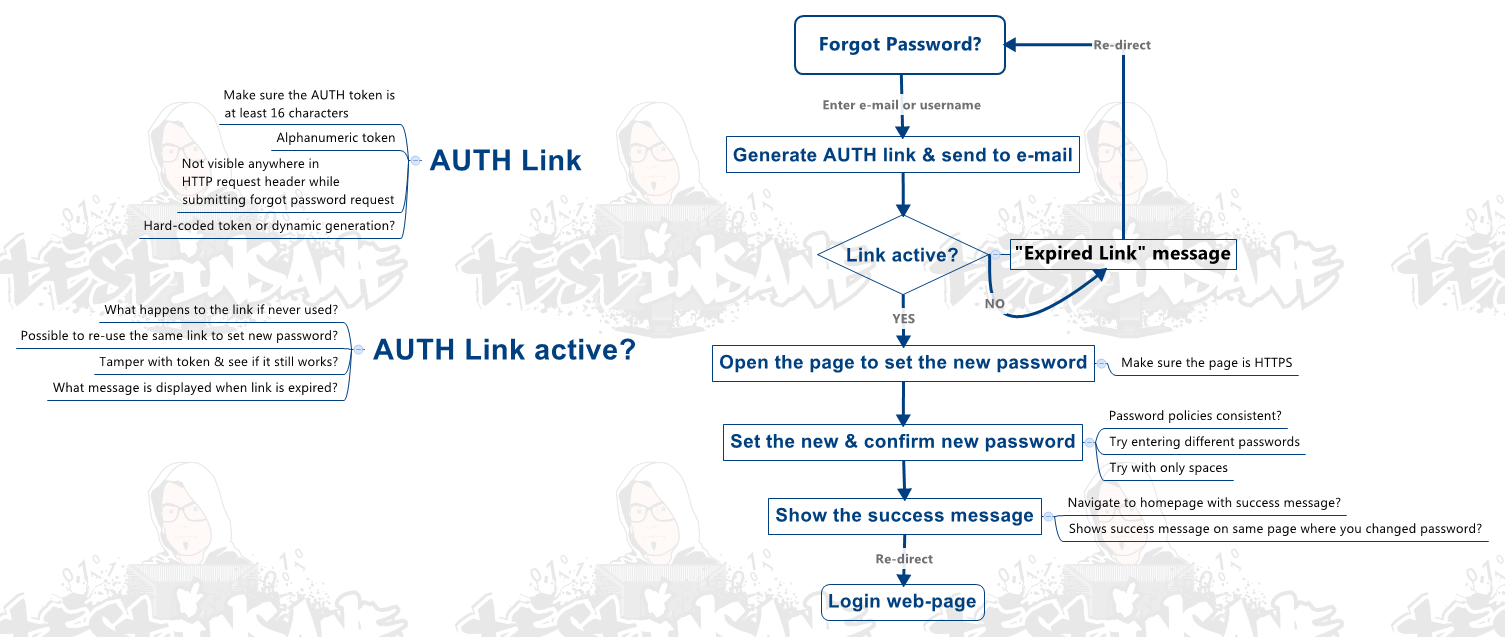 Forgot Password?
Re-direct
Enter e-mail or username
Generate AUTH link & send to e-mail
Link active?
"Expired Link" message
NO
YES
Open the page to set the new password
Make sure the page is HTTPS
Set the new & confirm new password
Password policies consistent?
Try entering different passwords
Try with only spaces
Show the success message
Navigate to homepage with success message?
Shows success message on same page where you changed password?
Re-direct
Login web-page
AUTH Link
Make sure the AUTH token is
at least 16 characters
Alphanumeric token
Not visible anywhere in
HTTP request header while
submitting forgot password request
Hard-coded token or dynamic generation?
AUTH Link active?
What happens to the link if never used?
Possible to re-use the same link to set new password?
Tamper with token & see if it still works?
What message is displayed when link is expired?
TEST INSANE
TEST INSANE